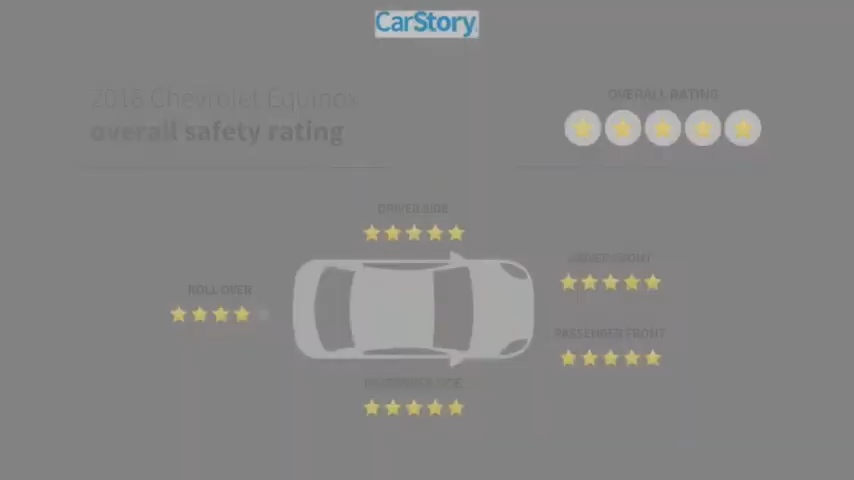 CarStory
2018 Chevrolet Equinox
overall safety rating
OVERALL RATING
DRIVER SIDE
DRIVER FRONT
ROLL OVER
PASSENGER FRONT
PASSENGER SIDE